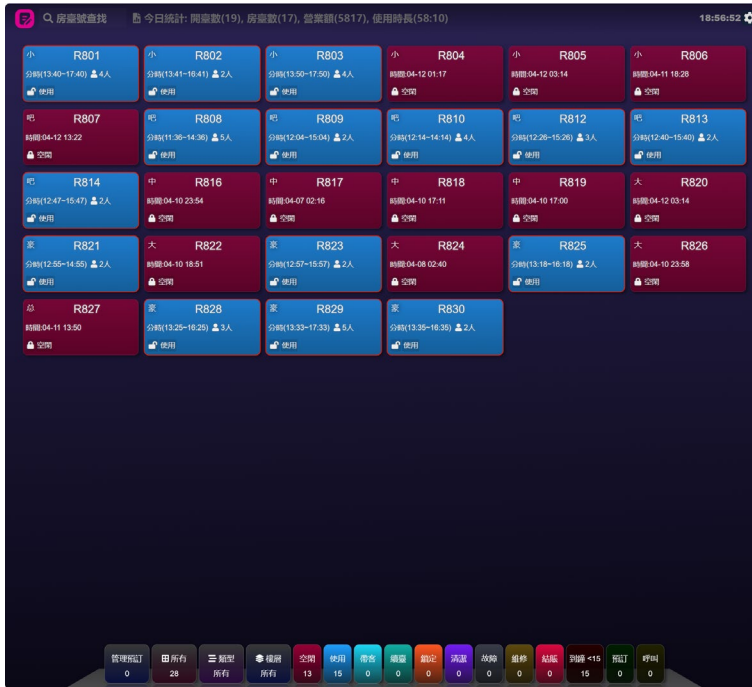 房臺號查找 今日統計: 開臺數(19), 房臺數(17), 營業額(5817), 使用時長(58:10) 18:56:52
小 R801
分時(13:40~17:40) 4人
使用
小 R802
分時(13:41~16:41) 2人
使用
小 R803
分時(13:50~17:50) 4人
使用
小 R804
時間:04-12 01:17
空閑
小 R805
時間:04-12 03:14
空閑
小 R806
時間:04-11 18:28
空閑
吧 R807
時間:04-12 13:22
空閑
吧 R808
分時(11:36~14:36) 5人
使用
吧 R809
分時(12:04~15:04) 2人
使用
吧 R810
分時(12:14~14:14) 4人
使用
吧 R812
分時(12:26~15:26) 3人
使用
吧 R813
分時(12:40~15:40) 2人
使用
吧 R814
分時(12:47~15:47) 2人
使用
中 R816
時間:04-10 23:54
空閑
中 R817
時間:04-07 02:16
空閑
中 R818
時間:04-10 17:11
空閑
中 R819
時間:04-10 17:00
空閑
大 R820
時間:04-12 03:14
空閑
豪 R821
分時(12:55~14:55) 2人
使用
大 R822
時間:04-10 18:51
空閑
豪 R823
分時(12:57~15:57) 2人
使用
大 R824
時間:04-08 02:40
空閑
豪 R825
分時(13:18~16:18) 2人
使用
大 R826
時間:04-10 23:58
空閑
总 R827
時間:04-11 13:50
空閑
豪 R828
分時(13:25~16:25) 3人
使用
豪 R829
分時(13:33~17:33) 5人
使用
豪 R830
分時(13:35~16:35) 2人
使用
管理預訂 所有 類型 樓層 空閑 使用 帶客 續臺 鎖定 清潔 故障 維修 結賬 到鐘 <15 預訂 呼叫
0 28 所有 所有 13 15 0 0 0 0 0 0 0 15 0 0